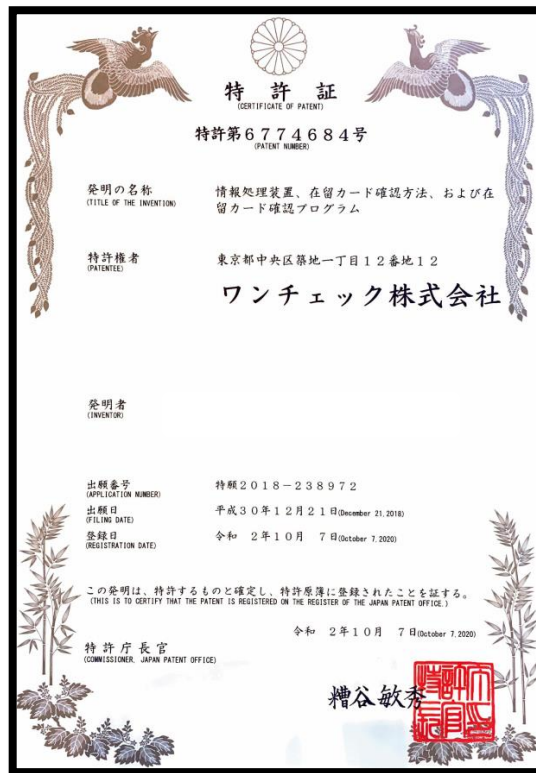 特許証
(CERTIFICATE OF PATENT)
特許第6774684号
(PATENT NUMBER)
発明の名称
(TITLE OF THE INVENTION)
情報処理装置、在留カード確認方法、および在
留カード確認プログラム
特許権者
(PATENTEE)
東京都中央区築地一丁目12番地12
ワンチェック株式会社
発明者
(INVENTOR)
出願番号
(APPLICATION NUMBER)
特願2018-238972
出願日
(FILING DATE)
平成30年12月21日(December 21,2018)
登録日
(REGISTRATION DATE)
令和 2年10月 7日(October 7,2020)
この発明は、特許するものと確定し、特許原簿に登録されたことを証する。
(THIS IS TO CERTIFY THAT THE PATENT IS REGISTERED ON THE REGISTER OF THE JAPAN PATENT OFFICE.)
令和 2年10月 7日(October 7,2020)
特許庁長官
(COMMISSIONER, JAPAN PATENT OFFICE)
糟谷敏秀